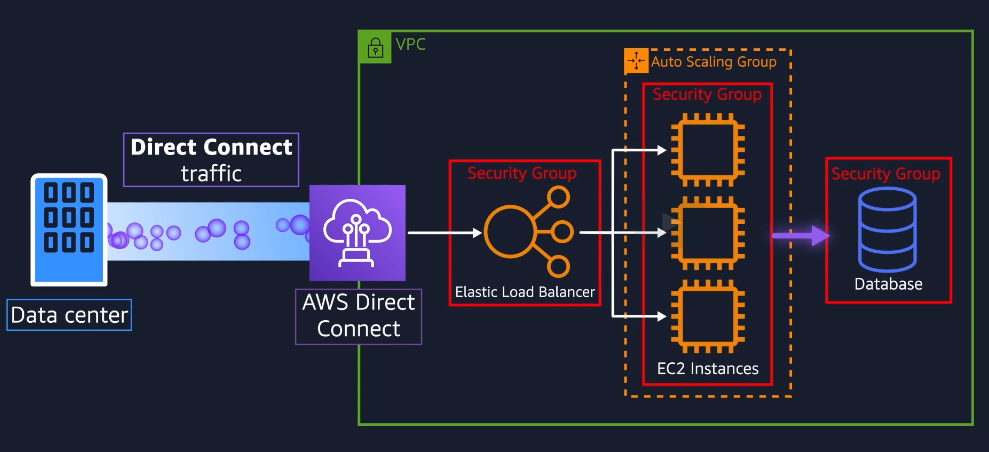 VPC
Auto Scaling Group
Security Group
Direct Connect
traffic
Security Group
Security Group
Elastic Load Balancer
Database
Data center
AWS Direct
Connect
EC2 Instances